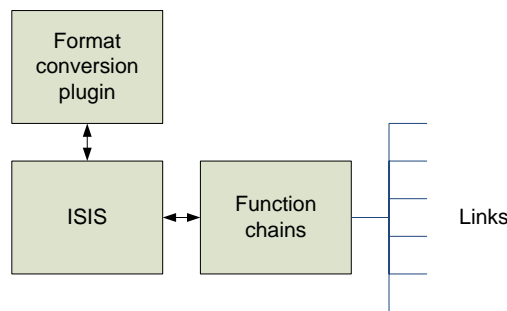 Format
conversion
plugin
ISIS
Function
chains
Links